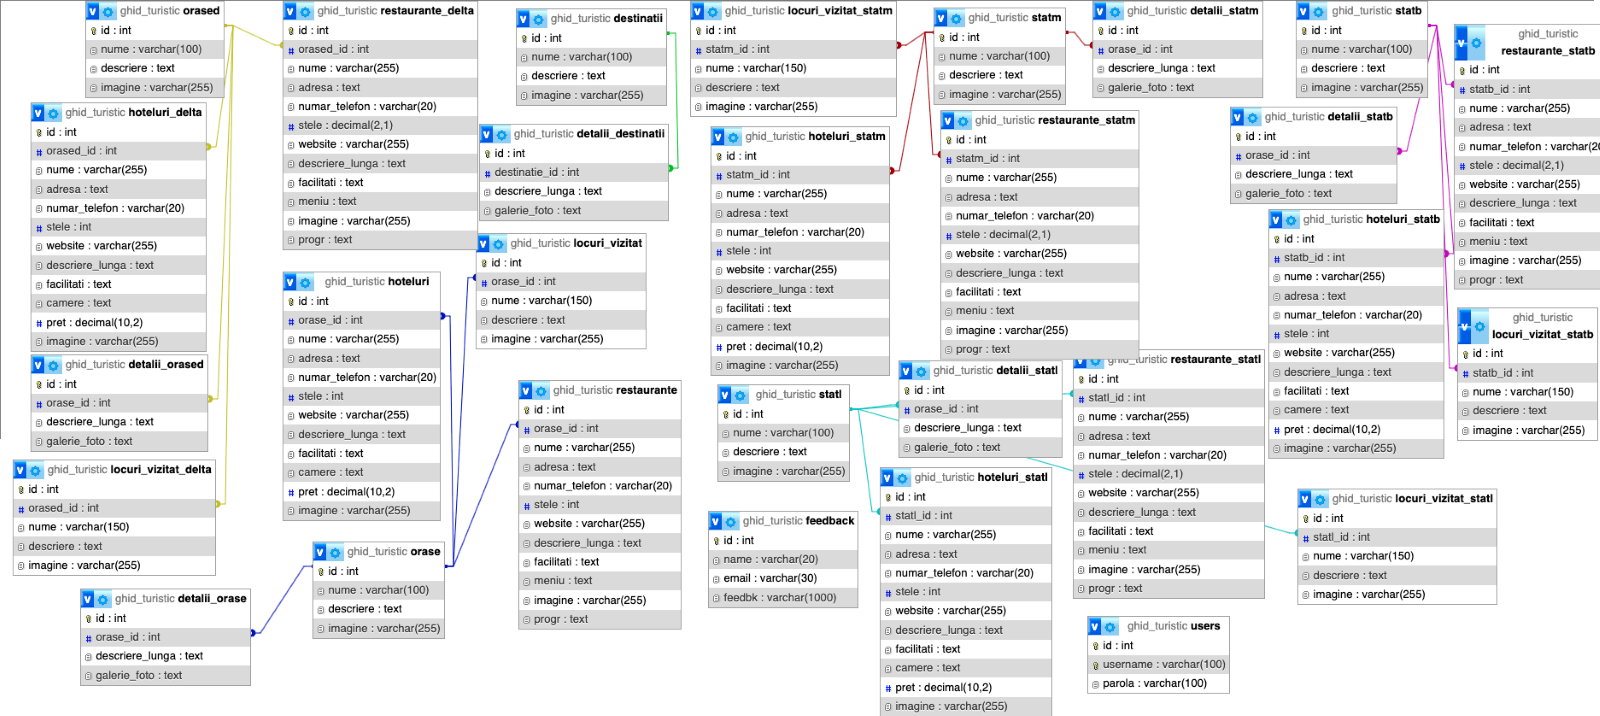 ghid_turistic orased
id : int
nume : varchar(100)
descriere : text
imagine : varchar(255)
ghid_turistic hoteluri_delta
id : int
orased_id : int
nume : varchar(255)
adresa : text
numar_telefon : varchar(20)
stele : int
website : varchar(255)
descriere_lunga : text
facilitati : text
camere : text
pret : decimal(10,2)
imagine : varchar(255)
ghid_turistic detalii_orased
id : int
orase_id : int
descriere_lunga : text
galerie_foto : text
ghid_turistic locuri_vizitat_delta
id : int
orased_id : int
nume : varchar(150)
descriere : text
imagine : varchar(255)
ghid_turistic detalii_orase
id : int
orase_id : int
descriere_lunga : text
galerie_foto : text
ghid_turistic restaurante_delta
id : int
orased_id : int
nume : varchar(255)
adresa : text
numar_telefon : varchar(20)
stele : decimal(2,1)
website : varchar(255)
descriere_lunga : text
facilitati : text
meniu : text
imagine : varchar(255)
progr : text
ghid_turistic hoteluri
id : int
orase_id : int
nume : varchar(255)
adresa : text
numar_telefon : varchar(20)
stele : int
website : varchar(255)
descriere_lunga : text
facilitati : text
camere : text
pret : decimal(10,2)
imagine : varchar(255)
ghid_turistic orase
id : int
nume : varchar(100)
descriere : text
imagine : varchar(255)
ghid_turistic destinatii
id : int
nume : varchar(100)
descriere : text
imagine : varchar(255)
ghid_turistic detalii_destinatii
id : int
destinatie_id : int
descriere_lunga : text
galerie_foto : text
ghid_turistic locuri_vizitat
id : int
orase_id : int
nume : varchar(150)
descriere : text
imagine : varchar(255)
ghid_turistic restaurante
id : int
orase_id : int
nume : varchar(255)
adresa : text
numar_telefon : varchar(20)
stele : int
website : varchar(255)
descriere_lunga : text
facilitati : text
meniu : text
imagine : varchar(255)
progr : text
ghid_turistic locuri_vizitat_statm
id : int
statm_id : int
nume : varchar(150)
descriere : text
imagine : varchar(255)
ghid_turistic hoteluri_statm
id : int
statm_id : int
nume : varchar(255)
adresa : text
numar_telefon : varchar(20)
stele : int
website : varchar(255)
descriere_lunga : text
facilitati : text
camere : text
pret : decimal(10,2)
imagine : varchar(255)
ghid_turistic statl
id : int
nume : varchar(100)
descriere : text
imagine : varchar(255)
ghid_turistic feedback
id : int
name : varchar(20)
email : varchar(30)
feedbk : varchar(1000)
ghid_turistic statm
id : int
nume : varchar(100)
descriere : text
imagine : varchar(255)
ghid_turistic restaurante_statm
id : int
statm_id : int
nume : varchar(255)
adresa : text
numar_telefon : varchar(20)
stele : decimal(2,1)
website : varchar(255)
descriere_lunga : text
facilitati : text
meniu : text
imagine : varchar(255)
progr : text
ghid_turistic detalii_statl
id : int
orase_id : int
descriere_lunga : text
galerie_foto : text
ghid_turistic hoteluri_statl
id : int
statl_id : int
nume : varchar(255)
adresa : text
numar_telefon : varchar(20)
stele : int
website : varchar(255)
descriere_lunga : text
facilitati : text
camere : text
pret : decimal(10,2)
imagine : varchar(255)
ghid_turistic detalii_statm
id : int
orase_id : int
descriere_lunga : text
galerie_foto : text
ghid_turistic restaurante_statl
id : int
statl_id : int
nume : varchar(255)
adresa : text
numar_telefon : varchar(20)
stele : decimal(2,1)
website : varchar(255)
descriere_lunga : text
facilitati : text
meniu : text
imagine : varchar(255)
progr : text
ghid_turistic users
id : int
username : varchar(100)
parola : varchar(100)
ghid_turistic statb
id : int
nume : varchar(100)
descriere : text
imagine : varchar(255)
ghid_turistic detalii_statb
id : int
orase_id : int
descriere_lunga : text
galerie_foto : text
ghid_turistic hoteluri_statb
id : int
statb_id : int
nume : varchar(255)
adresa : text
numar_telefon : varchar(20)
stele : int
website : varchar(255)
descriere_lunga : text
facilitati : text
camere : text
pret : decimal(10,2)
imagine : varchar(255)
ghid_turistic locuri_vizitat_statl
id : int
statl_id : int
nume : varchar(150)
descriere : text
imagine : varchar(255)
ghid_turistic
restaurante_statb
id : int
statb_id : int
nume : varchar(255)
adresa : text
numar_telefon : varchar(20
stele : decimal(2,1)
website : varchar(255)
descriere_lunga : text
facilitati : text
meniu : text
imagine : varchar(255)
progr : text
ghid_turistic
locuri_vizitat_statb
id : int
statb_id : int
nume : varchar(150)
descriere : text
imagine : varchar(255)